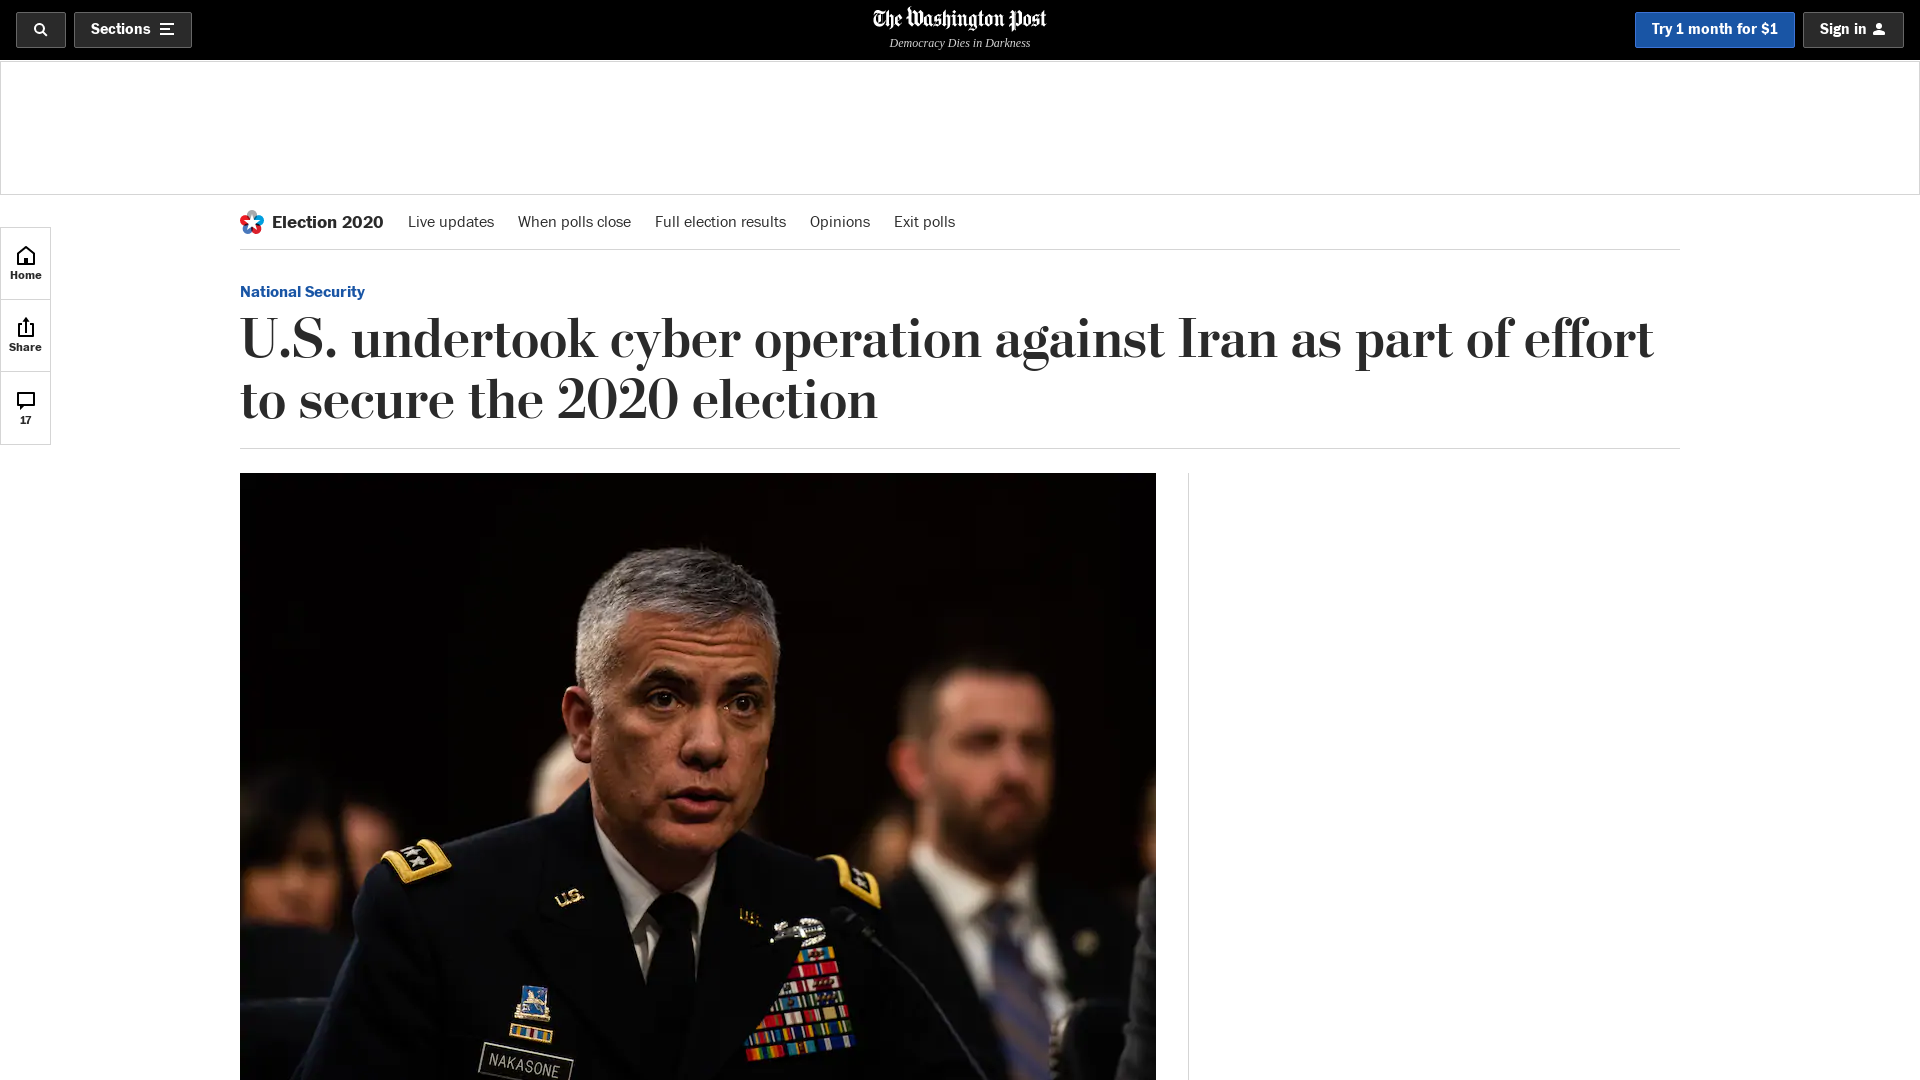 Sections
The Washington Post
Democracy Dies in Darkness
Try 1 month for $1
Sign in
Election 2020
Live updates
When polls close
Full election results
Opinions
Exit polls
Home
Share
17
National Security
U.S. undertook cyber operation against Iran as part of effort
to secure the 2020 election
U.S.
U.S.
NAKASONE